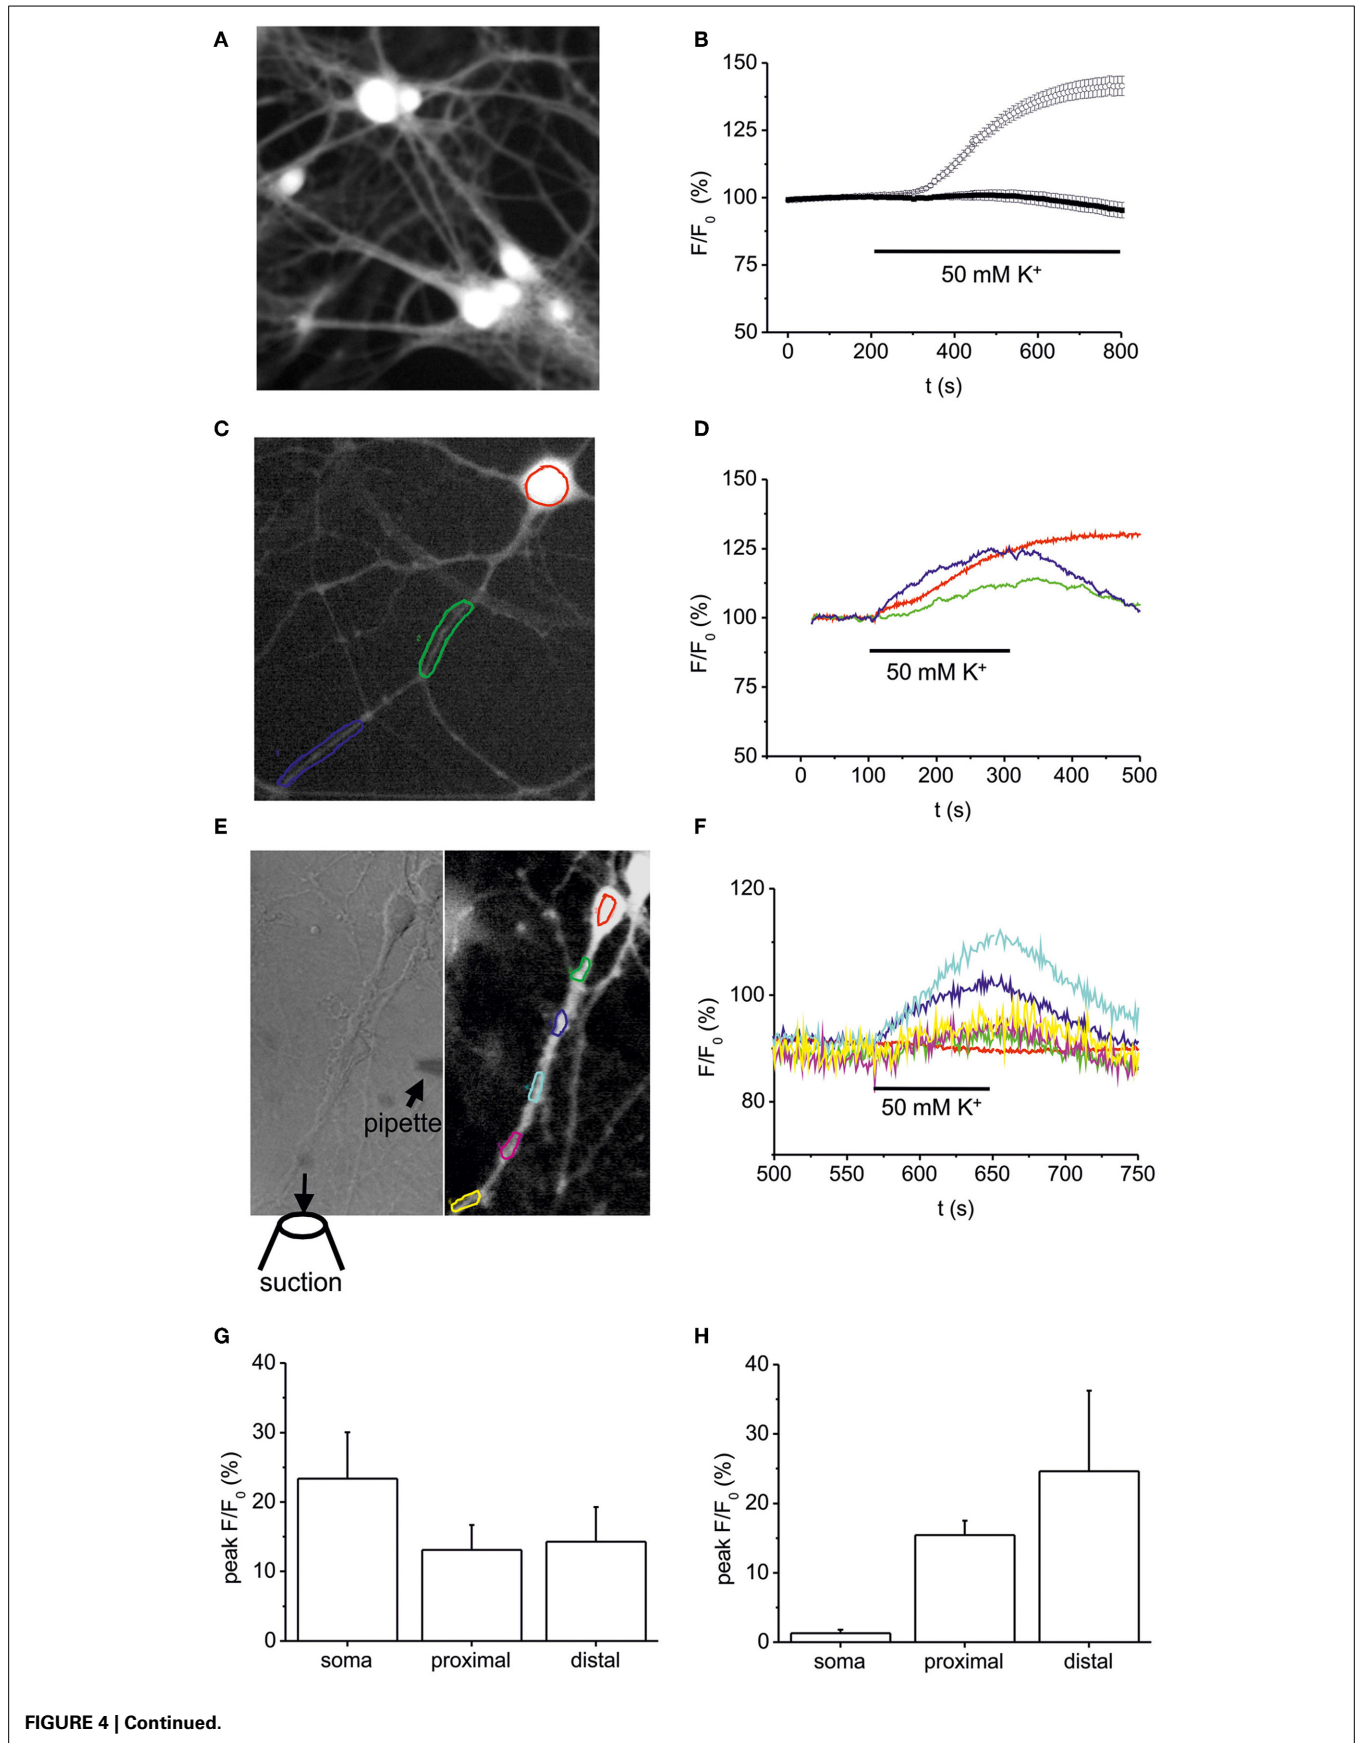 A
B
150
125
100
75
50
F/F0 (%)
50 mM K+
0 200 400 600 800
t (s)
C
D
150
125
100
75
50
F/F0 (%)
50 mM K+
0 100 200 300 400 500
t (s)
E
pipette
suction
F
120
100
80
F/F0 (%)
50 mM K+
500 550 600 650 700 750
t (s)
G
40
30
20
10
0
peak F/F0 (%)
soma proximal distal
H
40
30
20
10
0
peak F/F0 (%)
soma proximal distal
FIGURE 4 | Continued.